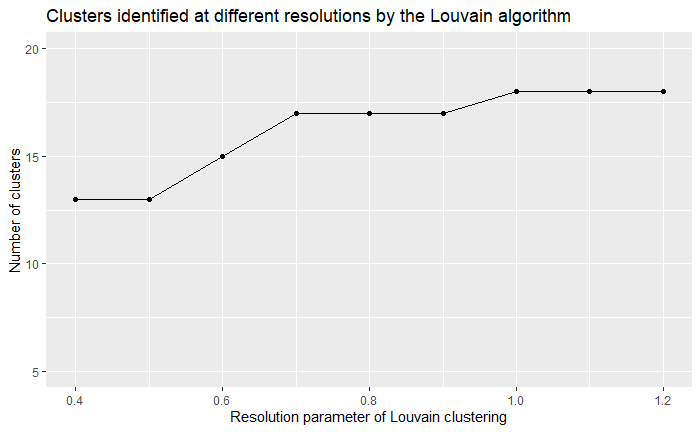 Clusters identified at different resolutions by the Louvain algorithm
Number of clusters
20
15
10
5
0.4 0.6 0.8 1.0 1.2
Resolution parameter of Louvain clustering